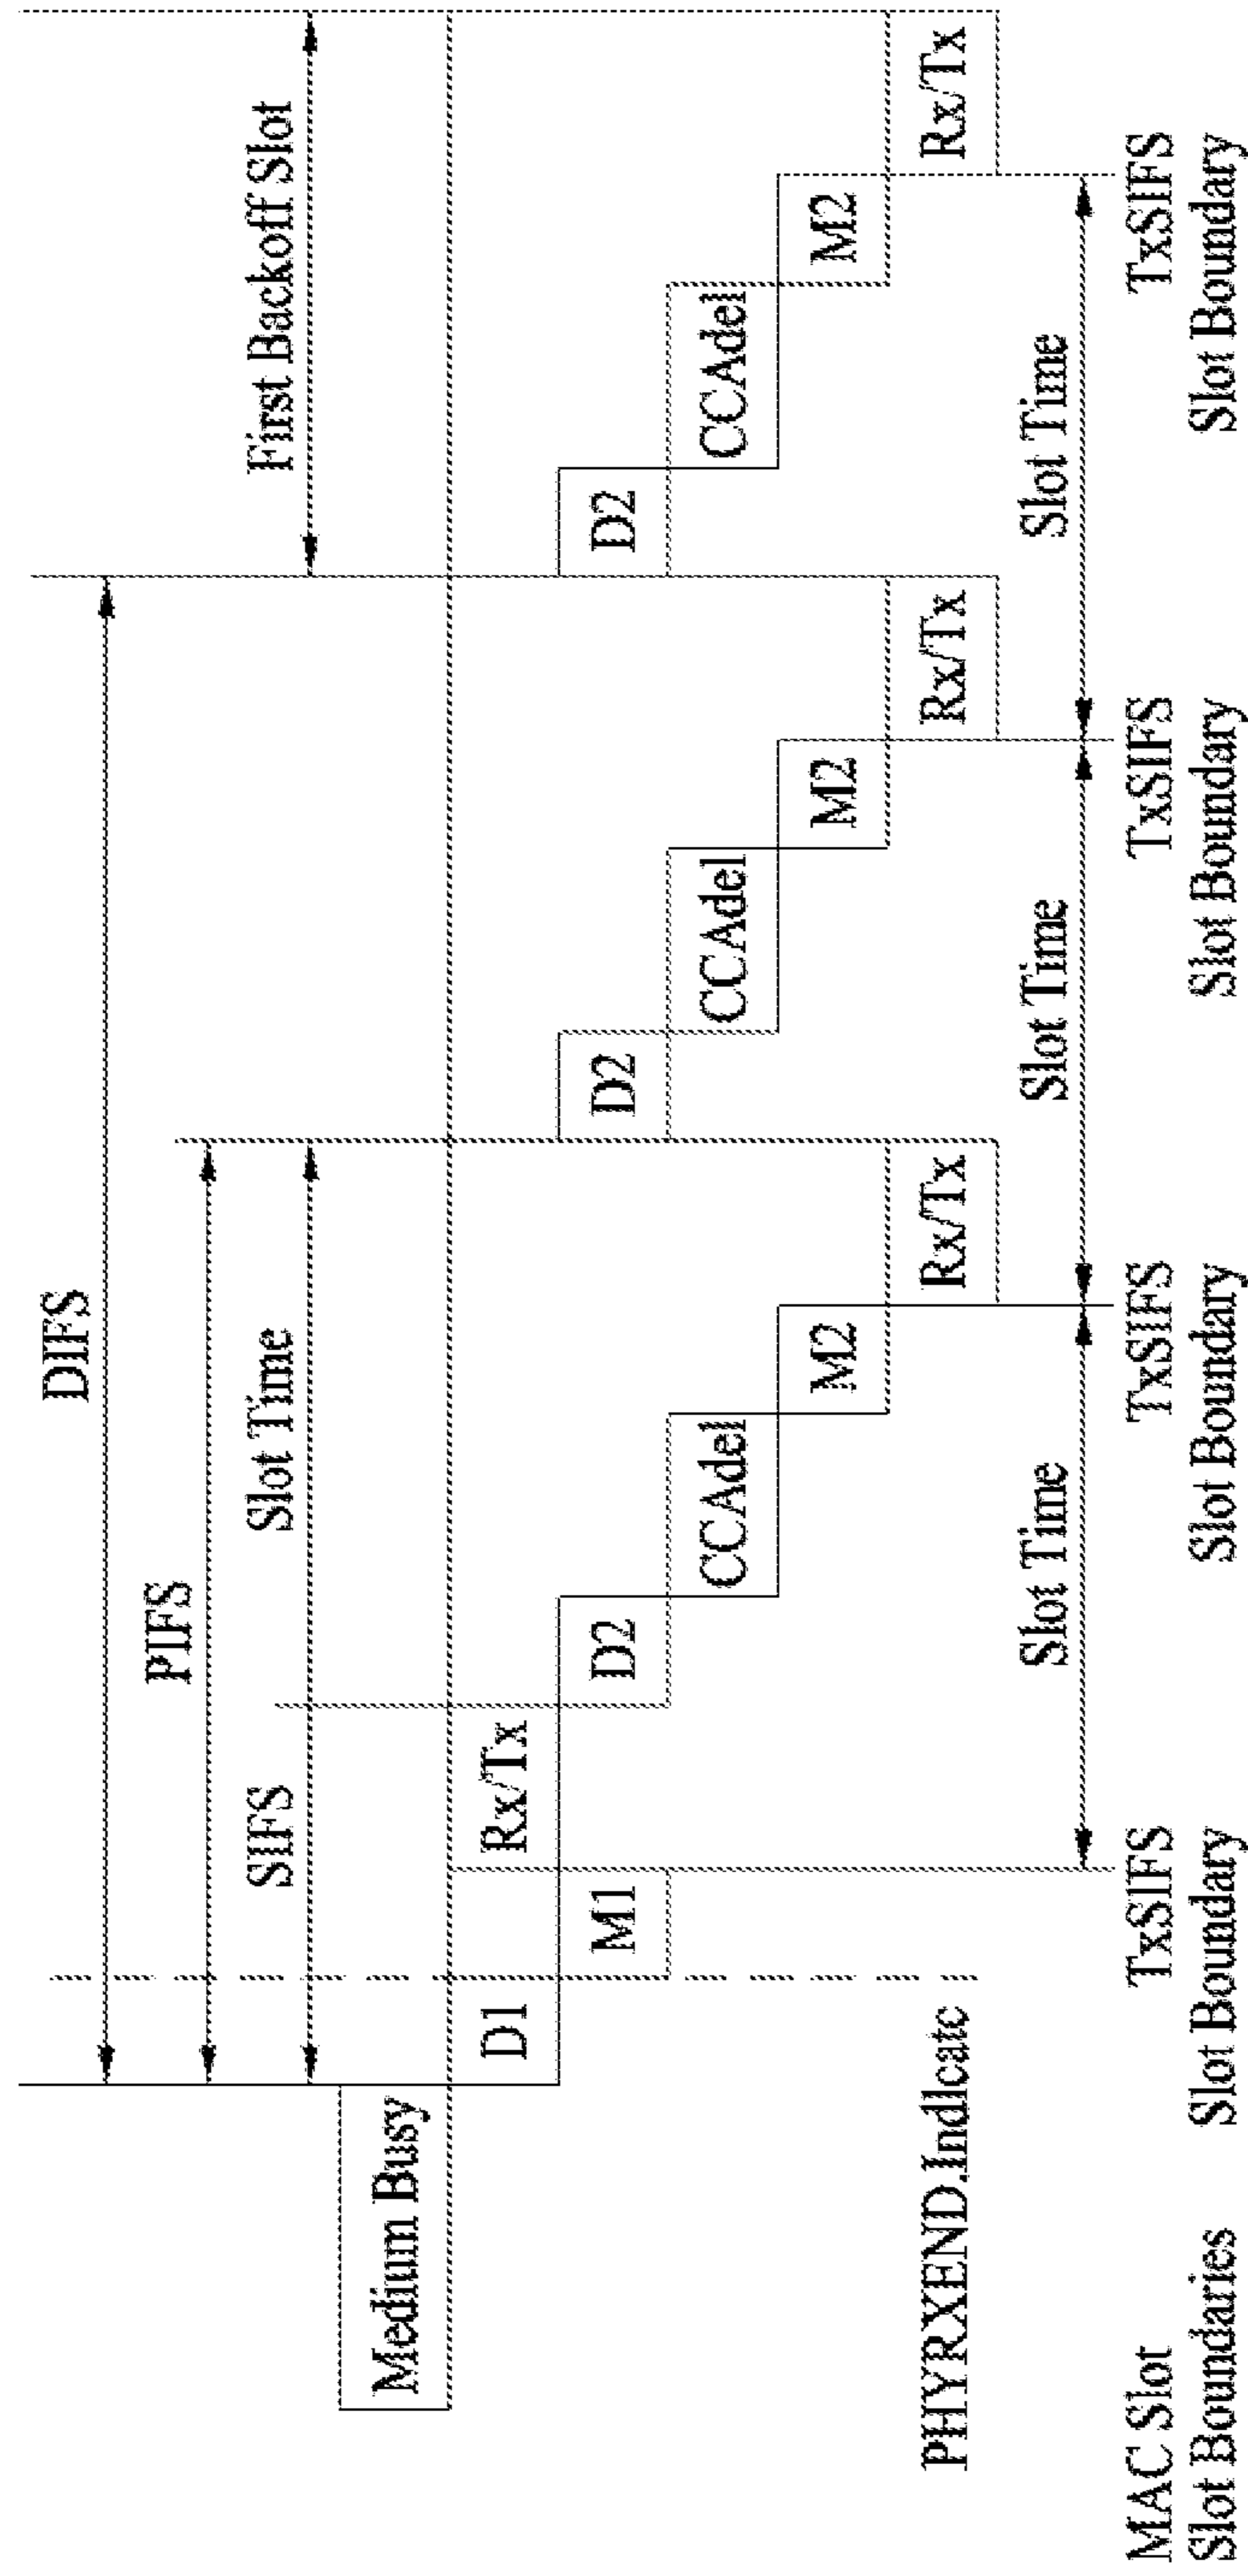 DIFS
PIFS
SIFS
Slot Time
First Backoff Slot
Medium Busy
D1
Rx/Tx
M1
D2
D2
D2
CCAdel
CCAdel
CCAdel
M2
M2
M2
PHYRXEND.Indlcatc
Rx/Tx
Rx/Tx
Rx/Tx
Slot Time
Slot Time
Slot Time
MAC Slot
Slot Boundaries
TxSIFS
Slot Boundary
TxSIFS
Slot Boundary
TxSIFS
Slot Boundary
TxSIFS
Slot Boundary